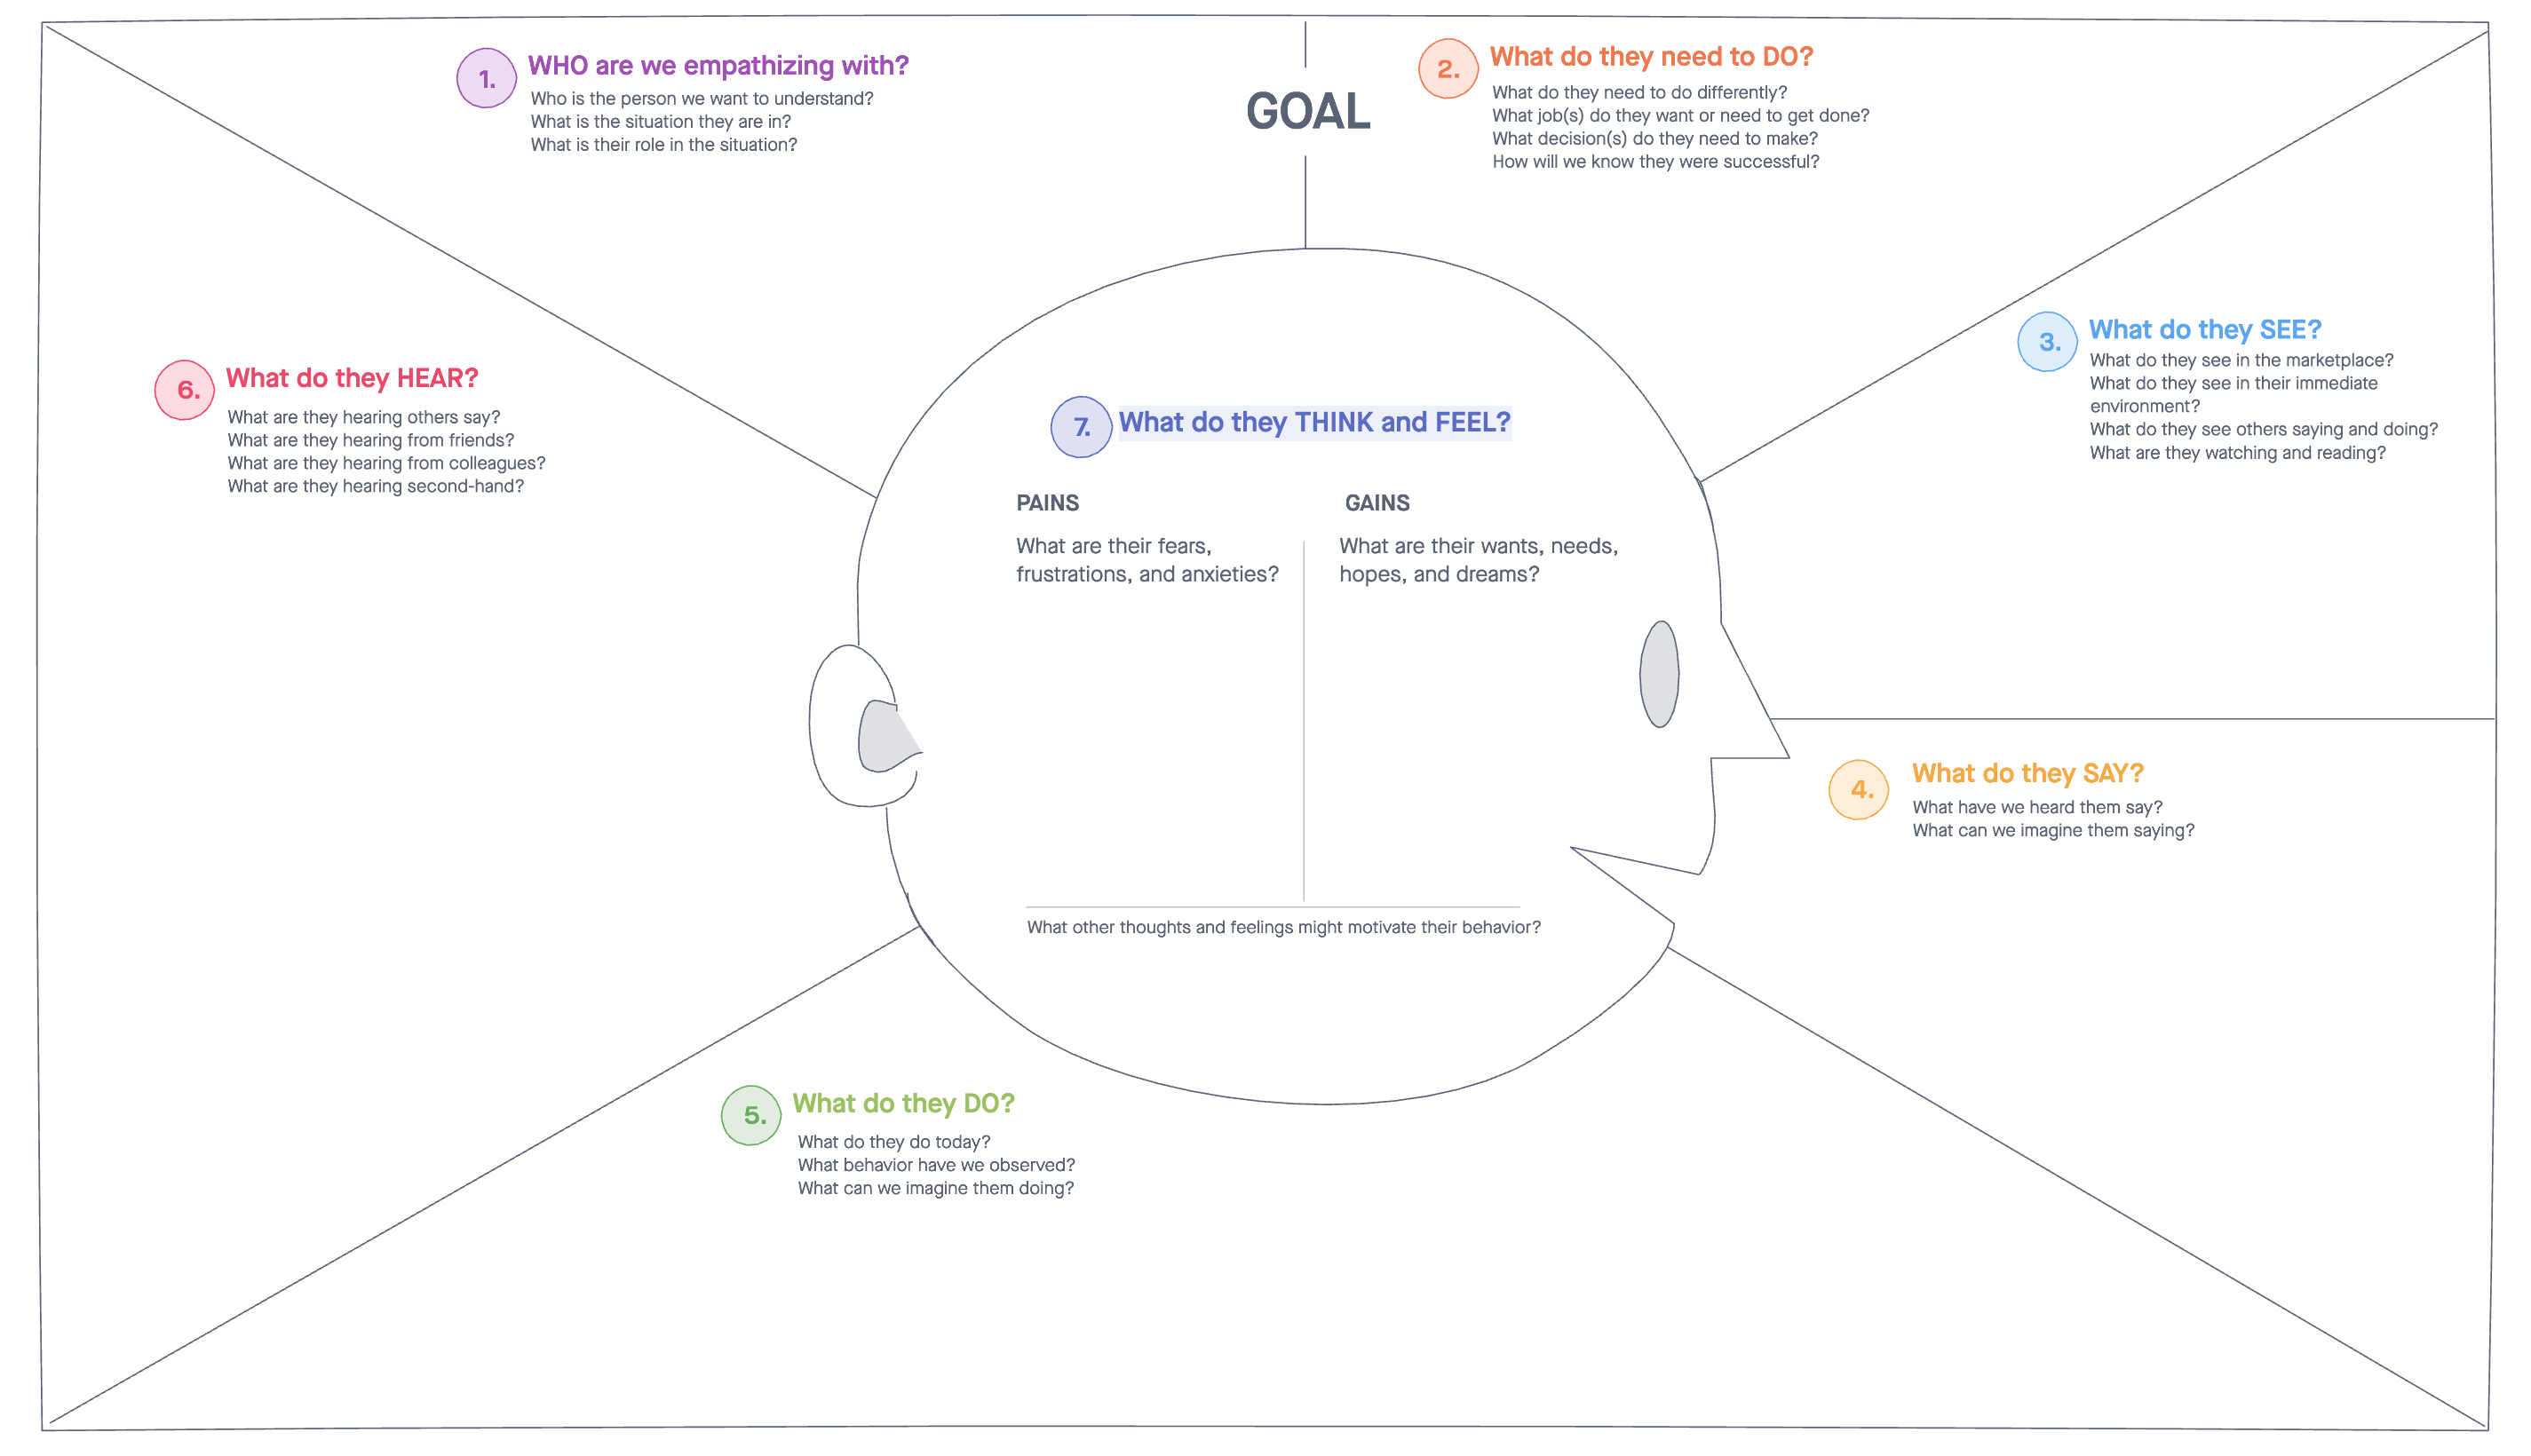 GOAL
1.
WHO are we empathizing with?
Who is the person we want to understand?
What is the situation they are in?
What is their role in the situation?
2.
What do they need to DO?
What do they need to do differently?
What job(s) do they want or need to get done?
What decision(s) do they need to make?
How will we know they were successful?
3.
What do they SEE?
What do they see in the marketplace?
What do they see in their immediate
environment?
What do they see others saying and doing?
What are they watching and reading?
4.
What do they SAY?
What have we heard them say?
What can we imagine them saying?
5.
What do they DO?
What do they do today?
What behavior have we observed?
What can we imagine them doing?
6.
What do they HEAR?
What are they hearing others say?
What are they hearing from friends?
What are they hearing from colleagues?
What are they hearing second-hand?
7.
What do they THINK and FEEL?
PAINS
What are their fears,
frustrations, and anxieties?
GAINS
What are their wants, needs,
hopes, and dreams?
What other thoughts and feelings might motivate their behavior?